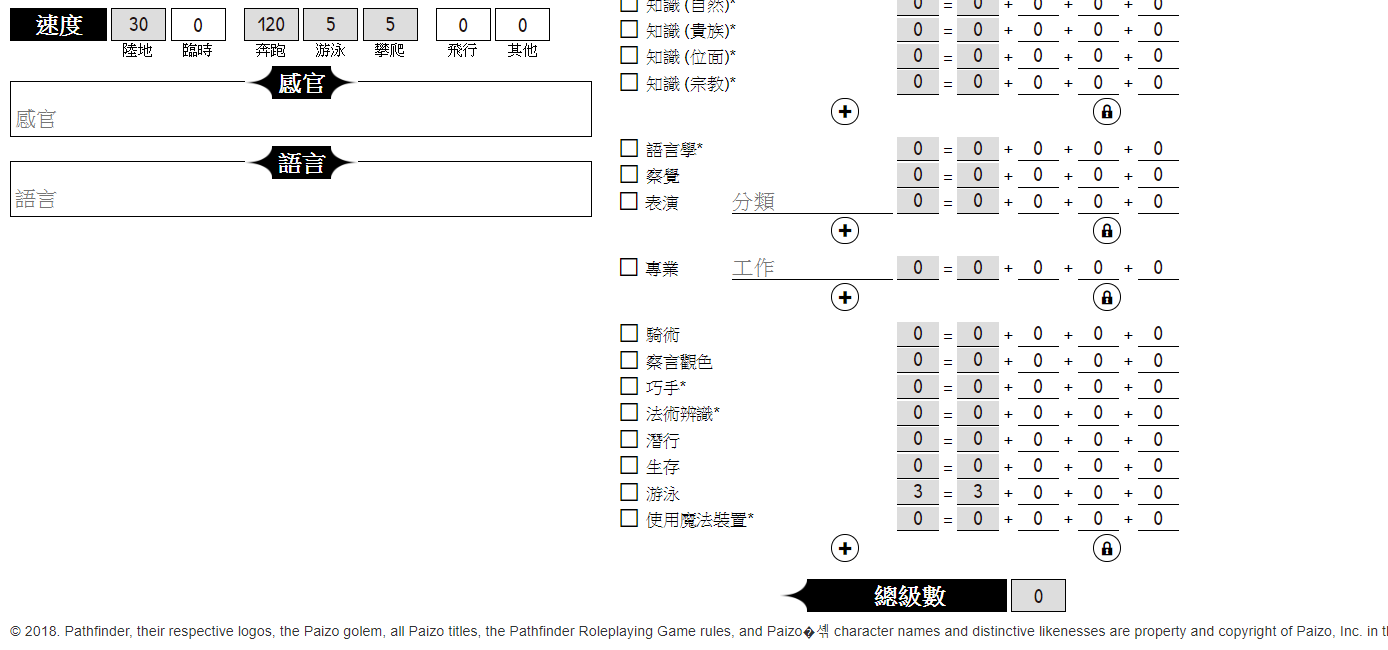 速度 30 0 120 5 5 0 0
陸地 臨時 奔跑 游泳 攀爬 飛行 其他
感官
感官
語言
語言
知識 (自然)* 0 = 0 + 0 + 0 + 0
知識 (貴族)* 0 = 0 + 0 + 0 + 0
知識 (位面)* 0 = 0 + 0 + 0 + 0
知識 (宗教)* 0 = 0 + 0 + 0 + 0
語言學* 0 = 0 + 0 + 0 + 0
察覺 0 = 0 + 0 + 0 + 0
表演 分類 0 = 0 + 0 + 0 + 0
專業 工作 0 = 0 + 0 + 0 + 0
騎術 0 = 0 + 0 + 0 + 0
察言觀色 0 = 0 + 0 + 0 + 0
巧手* 0 = 0 + 0 + 0 + 0
法術辨識* 0 = 0 + 0 + 0 + 0
潛行 0 = 0 + 0 + 0 + 0
生存 0 = 0 + 0 + 0 + 0
游泳 3 = 3 + 0 + 0 + 0
使用魔法裝置* 0 = 0 + 0 + 0 + 0
總級數 0
© 2018. Pathfinder, their respective logos, the Paizo golem, all Paizo titles, the Pathfinder Roleplaying Game rules, and Paizo character names and distinctive likenesses are property and copyright of Paizo, Inc. in th